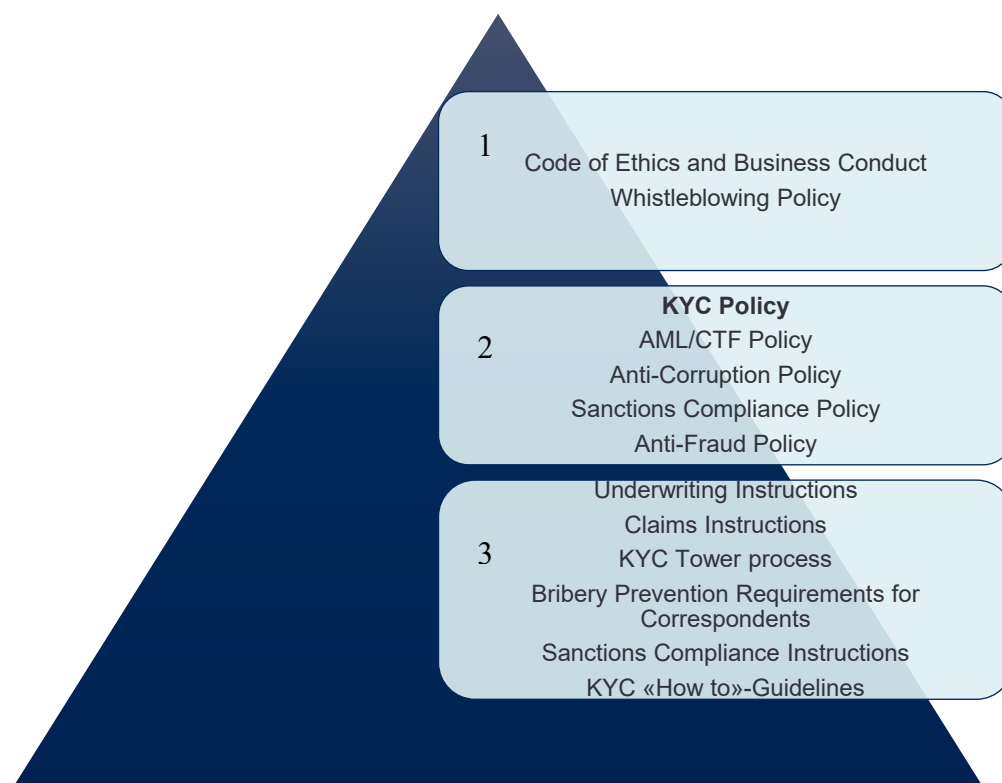 1
Code of Ethics and Business Conduct
Whistleblowing Policy
2
KYC Policy
AML/CTF Policy
Anti-Corruption Policy
Sanctions Compliance Policy
Anti-Fraud Policy
3
Underwriting Instructions
Claims Instructions
KYC Tower process
Bribery Prevention Requirements for
Correspondents
Sanctions Compliance Instructions
KYC «How to»-Guidelines